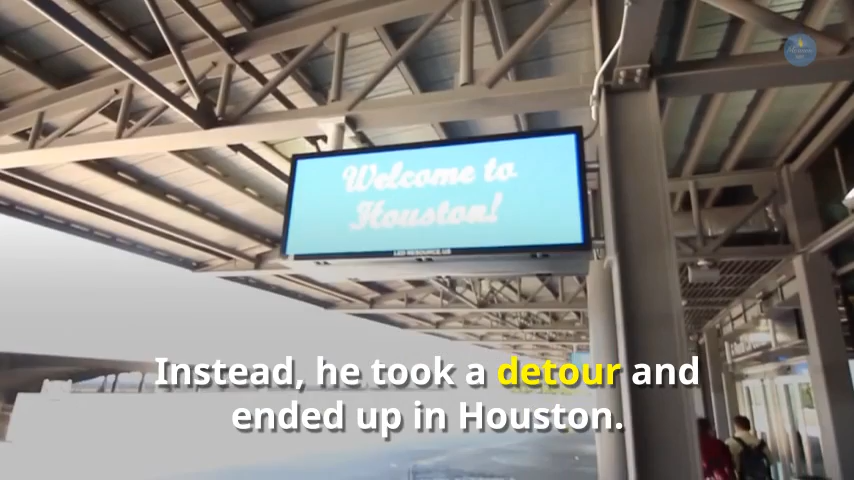 Welcome to
Houston!
Instead, he took a detour and
ended up in Houston.